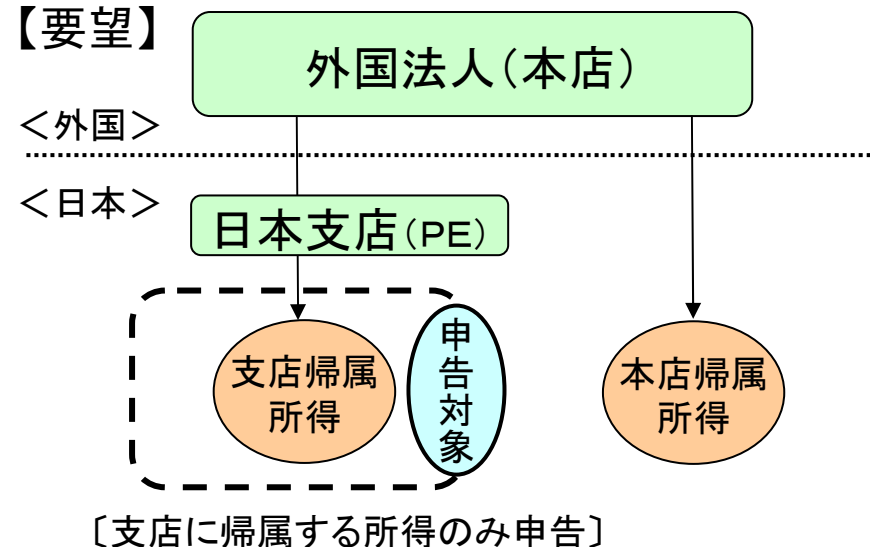 【要望】
外国法人(本店)
＜外国＞
＜日本＞
日本支店(PE)
支店帰属
所得
申告対象
本店帰属
所得
〔支店に帰属する所得のみ申告〕